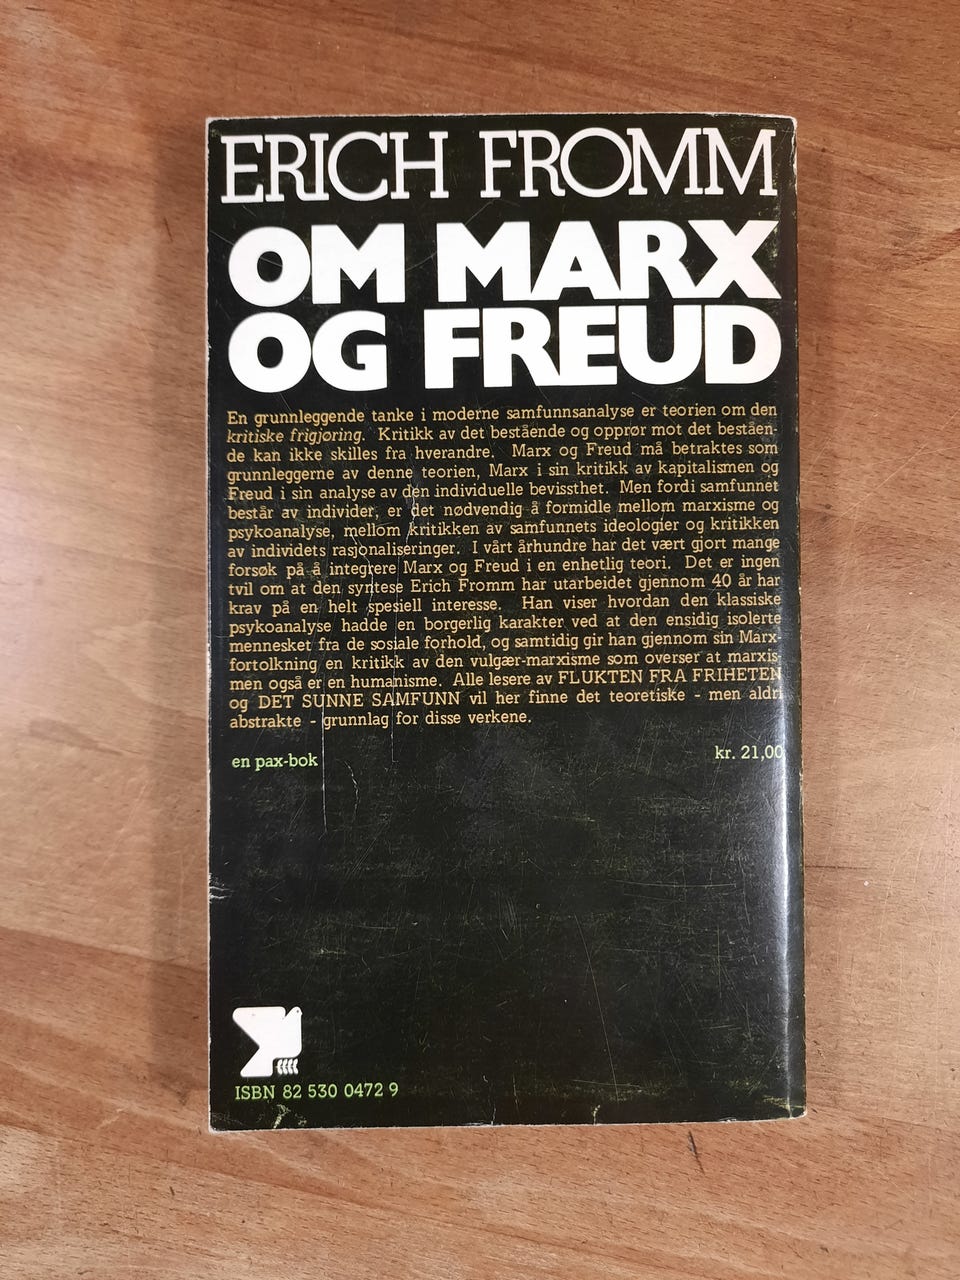 ERICH FROMM
OM MARX
OG FREUD
En grunnleggende tanke i moderne samfunnsanalyse er teorien om den
kritiske frigjøring. Kritikk av det bestående og opprør mot det beståen-
de kan ikke skilles fra hverandre. Marx og Freud må betraktes som
grunnleggerne av denne teorien, Marx i sin kritikk av kapitalismen og
Freud i sin analyse av den individuelle bevissthet. Men fordi samfunnet
består av individer, er det nødvendig å formidle mellom marxisme og
psykoanalyse, mellom kritikken av samfunnets ideologier og kritikken
av individets rasjonaliseringer. I vårt århundre har det vært gjort mange
forsøk på å integrere Marx og Freud i en enhetlig teori. Det er ingen
tvil om at den syntese Erich Fromm har utarbeidet gjennom 40 år har
krav på en helt spesiell interesse. Han viser hvordan den klassiske
psykoanalyse hadde en borgerlig karakter ved at den ensidig isolerte
mennesket fra de sosiale forhold, og samtidig gir han gjennom sin Marx-
fortolkning en kritikk av den vulgær-marxisme som overser at marxis-
men også er en humanisme. Alle lesere av FLUKTEN FRA FRIHETEN
og DET SUNNE SAMFUNN vil her finne det teoretiske - men aldri
abstrakte - grunnlag for disse verkene.
en pax-bok kr. 21,00
ISBN 82 530 0472 9